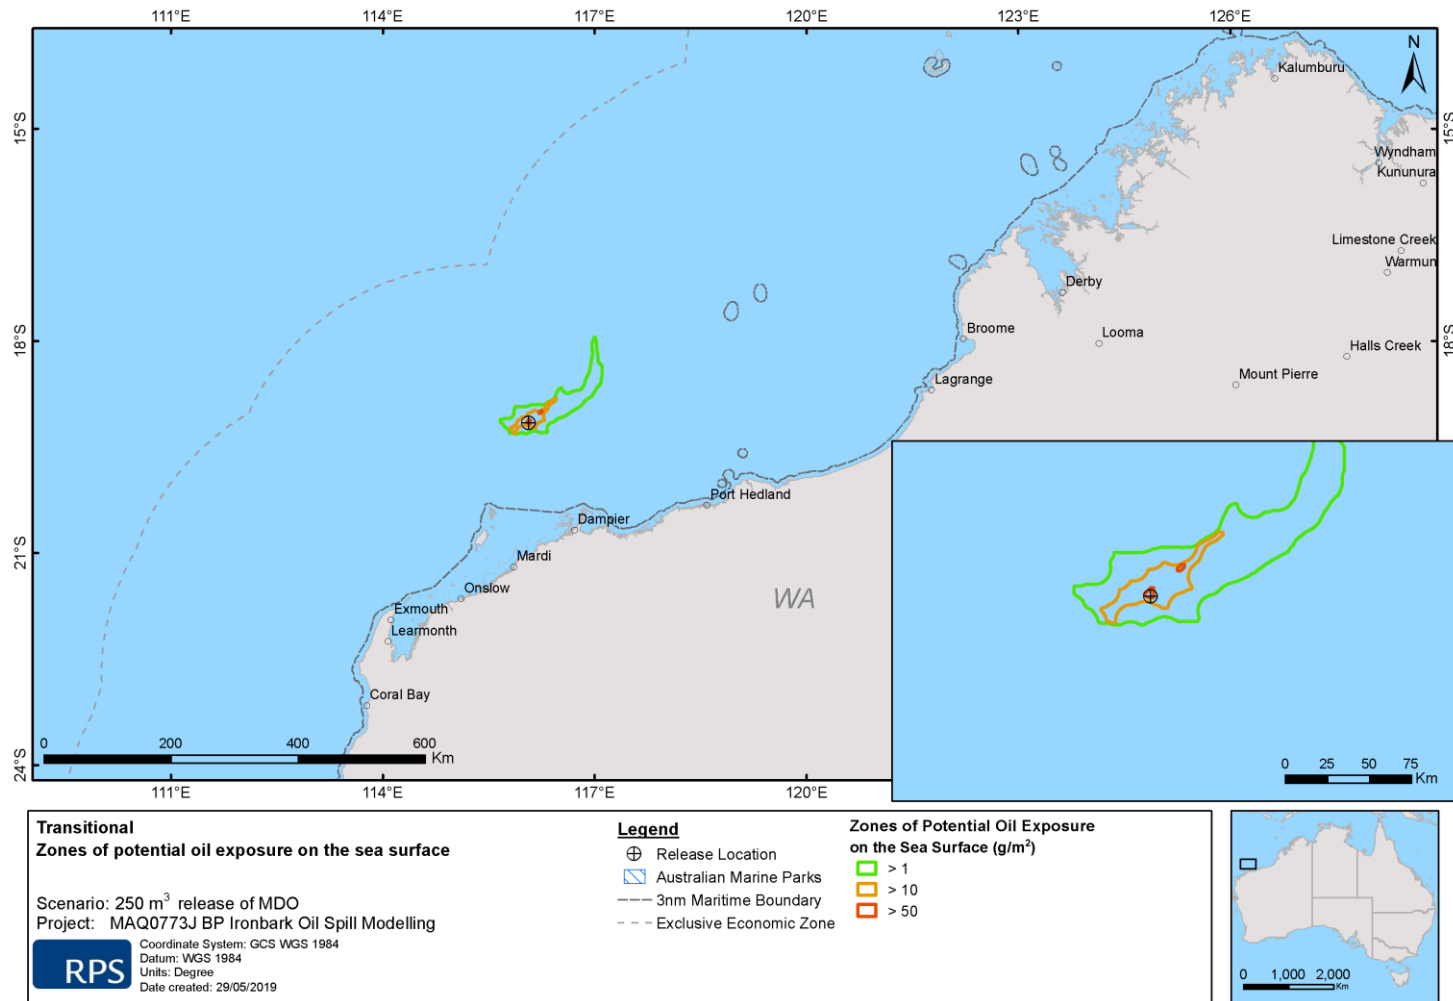 111°E 114°E 117°E 120°E 123°E 126°E
N
Kalumburu
15°S 15°S
Wyndham
Kununura
Limestone Creek
Warmun
Derby
Broome Looma
18°S 18°S
Halls Creek
Mount Pierre
Lagrange
Port Hedland
Dampier
21°S
Mardi
Onslow
WA
Exmouth
Learmonth
Coral Bay
0 200 400 600
Km
0 25 50 75
Km
24°S
111°E 114°E 117°E 120°E
Transitional
Zones of potential oil exposure on the sea surface
Scenario: 250 m³ release of MDO
Project: MAQ0773J BP Ironbark Oil Spill Modelling
RPS
Coordinate System: GCS WGS 1984
Datum: WGS 1984
Units: Degree
Date created: 29/05/2019
Legend
Release Location
Australian Marine Parks
3nm Maritime Boundary
Exclusive Economic Zone
Zones of Potential Oil Exposure
on the Sea Surface (g/m²)
> 1
> 10
> 50
0 1,000 2,000
Km